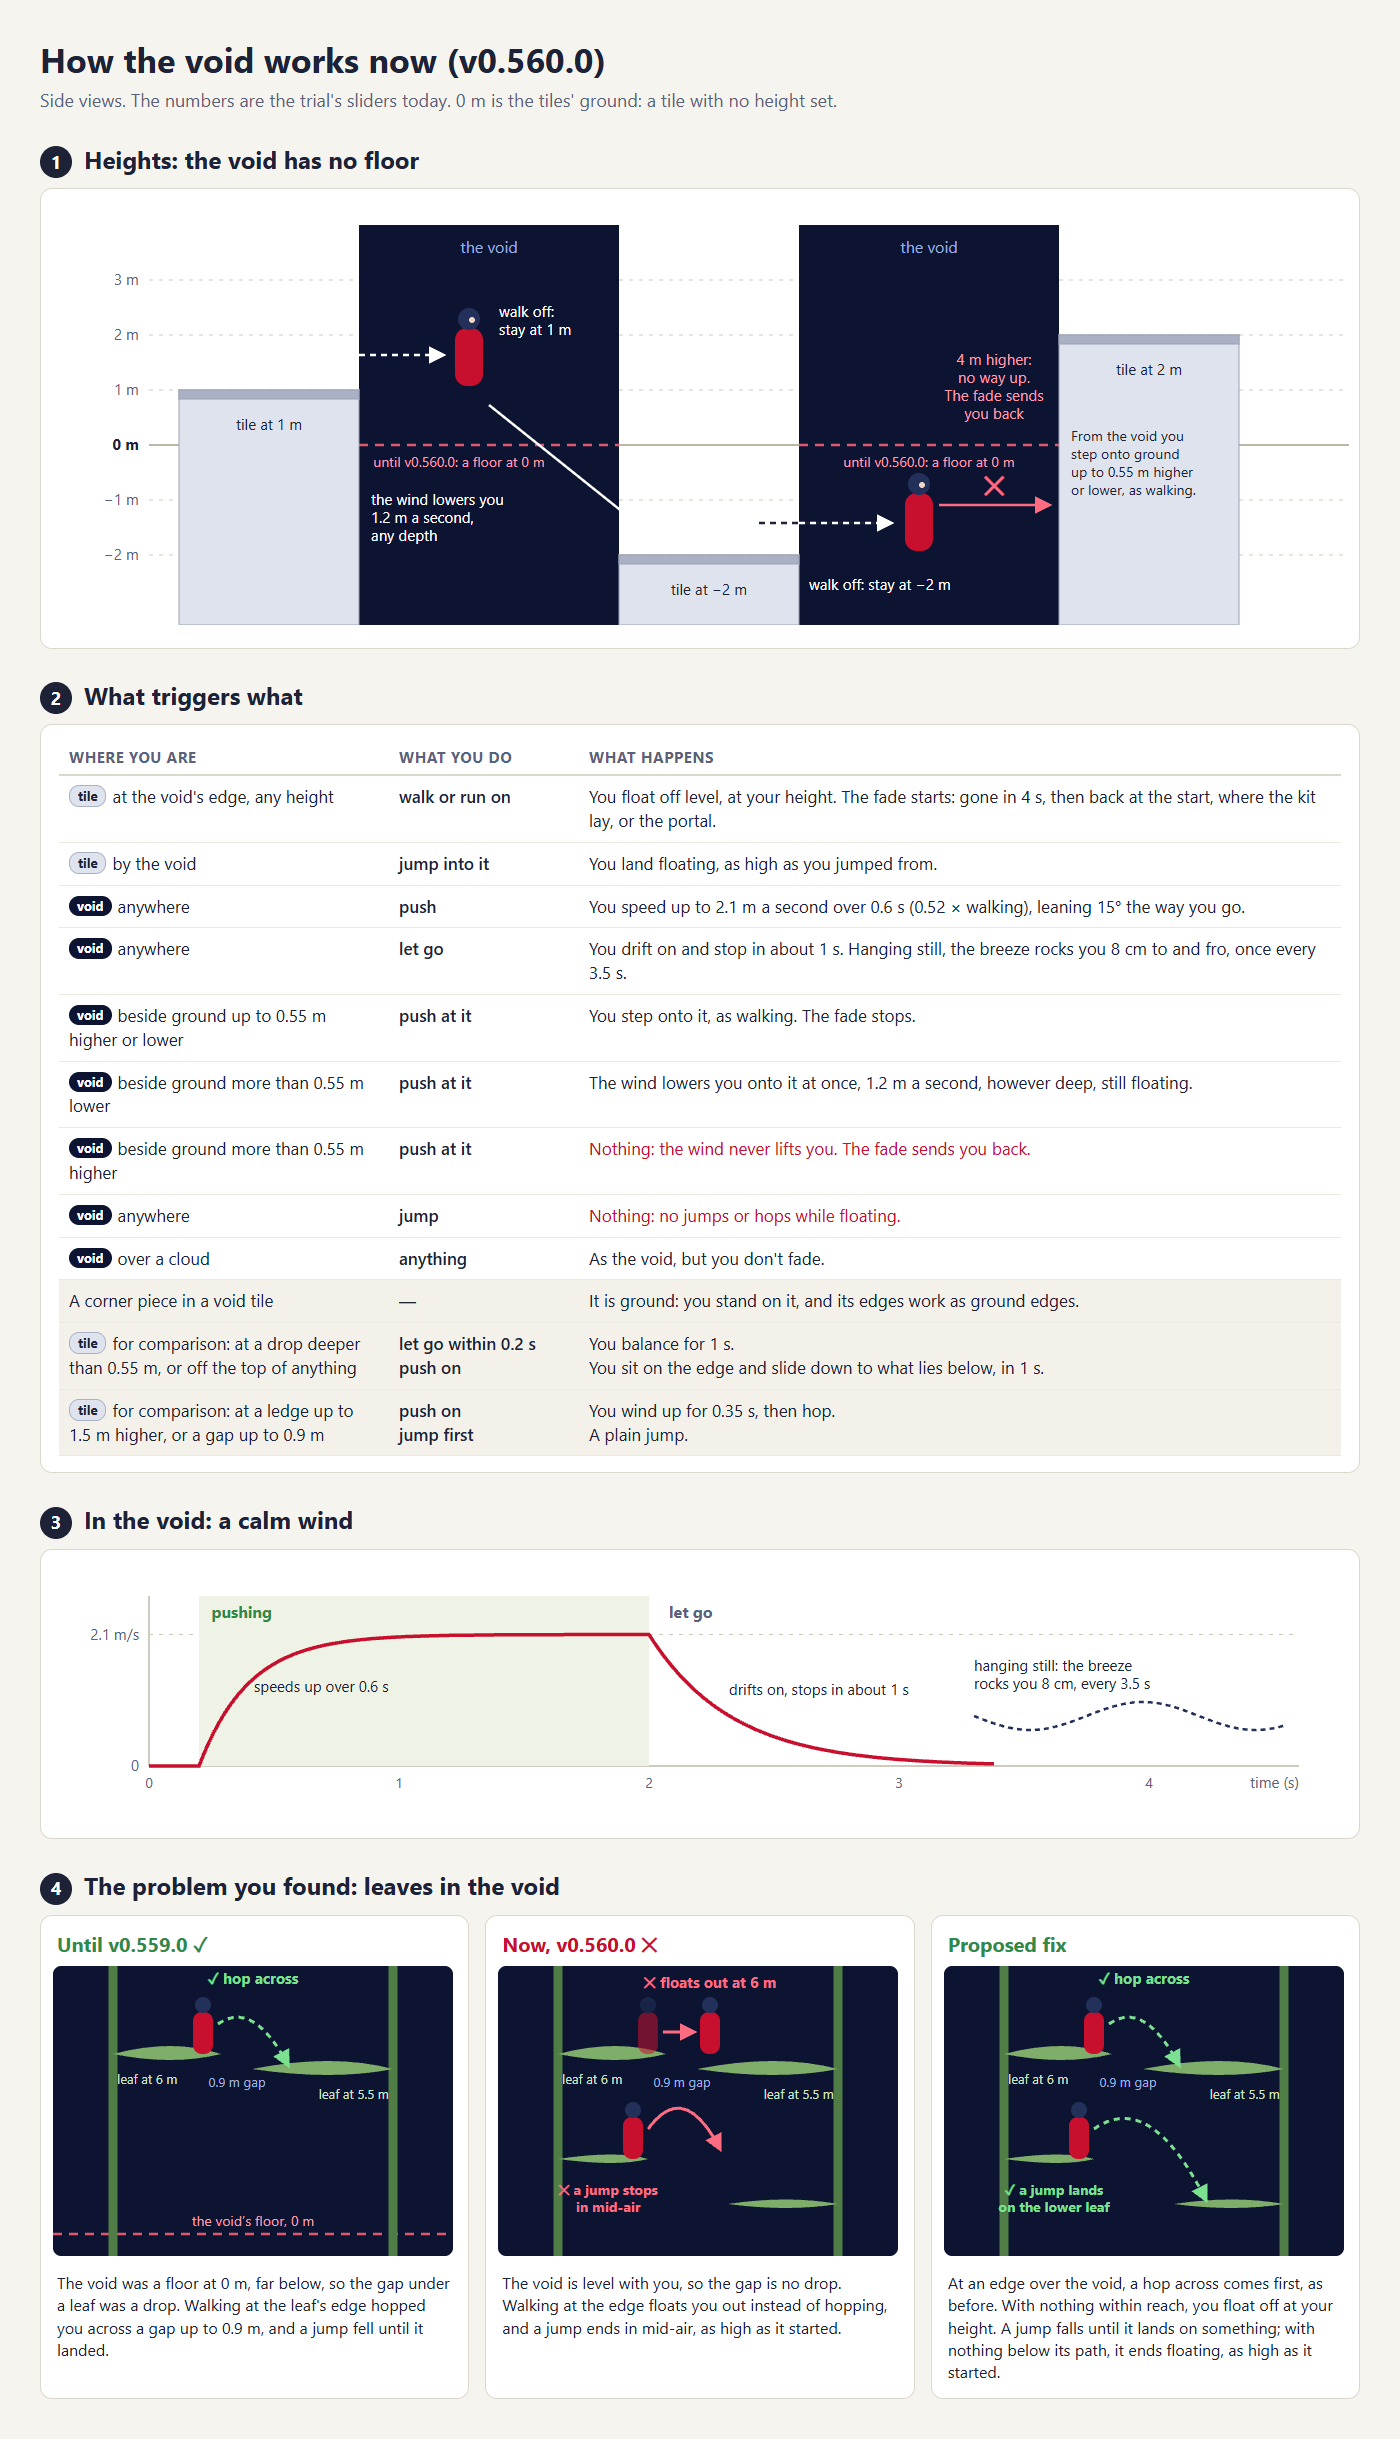 How the void works now (v0.560.0)
Side views. The numbers are the trial's sliders today. 0 m is the tiles' ground: a tile with no height set.
1 Heights: the void has no floor
the void
the void
3 m
2 m
1 m
0 m
−1 m
−2 m
walk off:
stay at 1 m
tile at 1 m
until v0.560.0: a floor at 0 m
the wind lowers you
1.2 m a second,
any depth
tile at −2 m
4 m higher:
no way up.
The fade sends
you back
until v0.560.0: a floor at 0 m
walk off: stay at −2 m
tile at 2 m
From the void you
step onto ground
up to 0.55 m higher
or lower, as walking.
2 What triggers what
WHERE YOU ARE WHAT YOU DO WHAT HAPPENS
tile at the void's edge, any height walk or run on You float off level, at your height. The fade starts: gone in 4 s, then back at the start, where the kit
lay, or the portal.
tile by the void jump into it You land floating, as high as you jumped from.
void anywhere push You speed up to 2.1 m a second over 0.6 s (0.52 × walking), leaning 15° the way you go.
void anywhere let go You drift on and stop in about 1 s. Hanging still, the breeze rocks you 8 cm to and fro, once every
3.5 s.
void beside ground up to 0.55 m push at it You step onto it, as walking. The fade stops.
higher or lower
void beside ground more than 0.55 m push at it The wind lowers you onto it at once, 1.2 m a second, however deep, still floating.
lower
void beside ground more than 0.55 m push at it Nothing: the wind never lifts you. The fade sends you back.
higher
void anywhere jump Nothing: no jumps or hops while floating.
void over a cloud anything As the void, but you don't fade.
A corner piece in a void tile — It is ground: you stand on it, and its edges work as ground edges.
tile for comparison: at a drop deeper let go within 0.2 s You balance for 1 s.
than 0.55 m, or off the top of anything push on You sit on the edge and slide down to what lies below, in 1 s.
tile for comparison: at a ledge up to push on You wind up for 0.35 s, then hop.
1.5 m higher, or a gap up to 0.9 m jump first A plain jump.
3 In the void: a calm wind
pushing
let go
2.1 m/s
speeds up over 0.6 s
drifts on, stops in about 1 s
hanging still: the breeze
rocks you 8 cm, every 3.5 s
0
0 1 2 3 4 time (s)
4 The problem you found: leaves in the void
Until v0.559.0 ✓
✓ hop across
leaf at 6 m
0.9 m gap
leaf at 5.5 m
the void's floor, 0 m
The void was a floor at 0 m, far below, so the gap under
a leaf was a drop. Walking at the leaf's edge hopped
you across a gap up to 0.9 m, and a jump fell until it
landed.
Now, v0.560.0 ✕
✕ floats out at 6 m
leaf at 6 m
0.9 m gap
leaf at 5.5 m
✕ a jump stops
in mid-air
The void is level with you, so the gap is no drop.
Walking at the edge floats you out instead of hopping,
and a jump ends in mid-air, as high as it started.
Proposed fix
✓ hop across
leaf at 6 m
0.9 m gap
leaf at 5.5 m
✓ a jump lands
on the lower leaf
At an edge over the void, a hop across comes first, as
before. With nothing within reach, you float off at your
height. A jump falls until it lands on something; with
nothing below its path, it ends floating, as high as it
started.